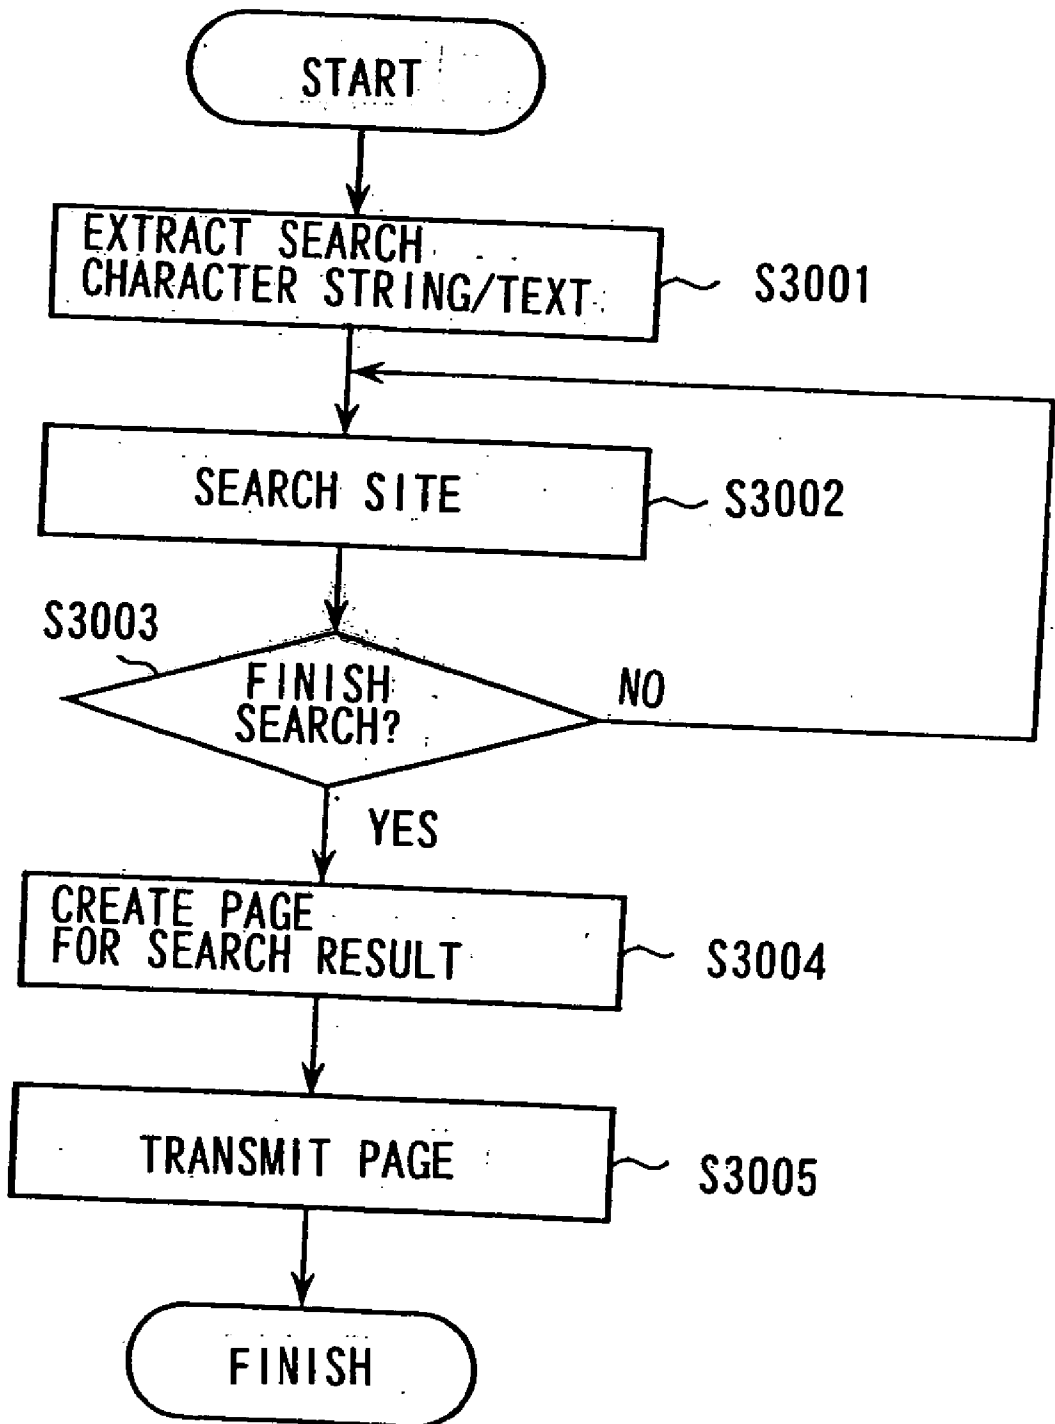 START
EXTRACT SEARCH
CHARACTER STRING/TEXT
S3001
SEARCH SITE
S3002
S3003
FINISH
SEARCH?
NO
YES
CREATE PAGE
FOR SEARCH RESULT
S3004
TRANSMIT PAGE
S3005
FINISH